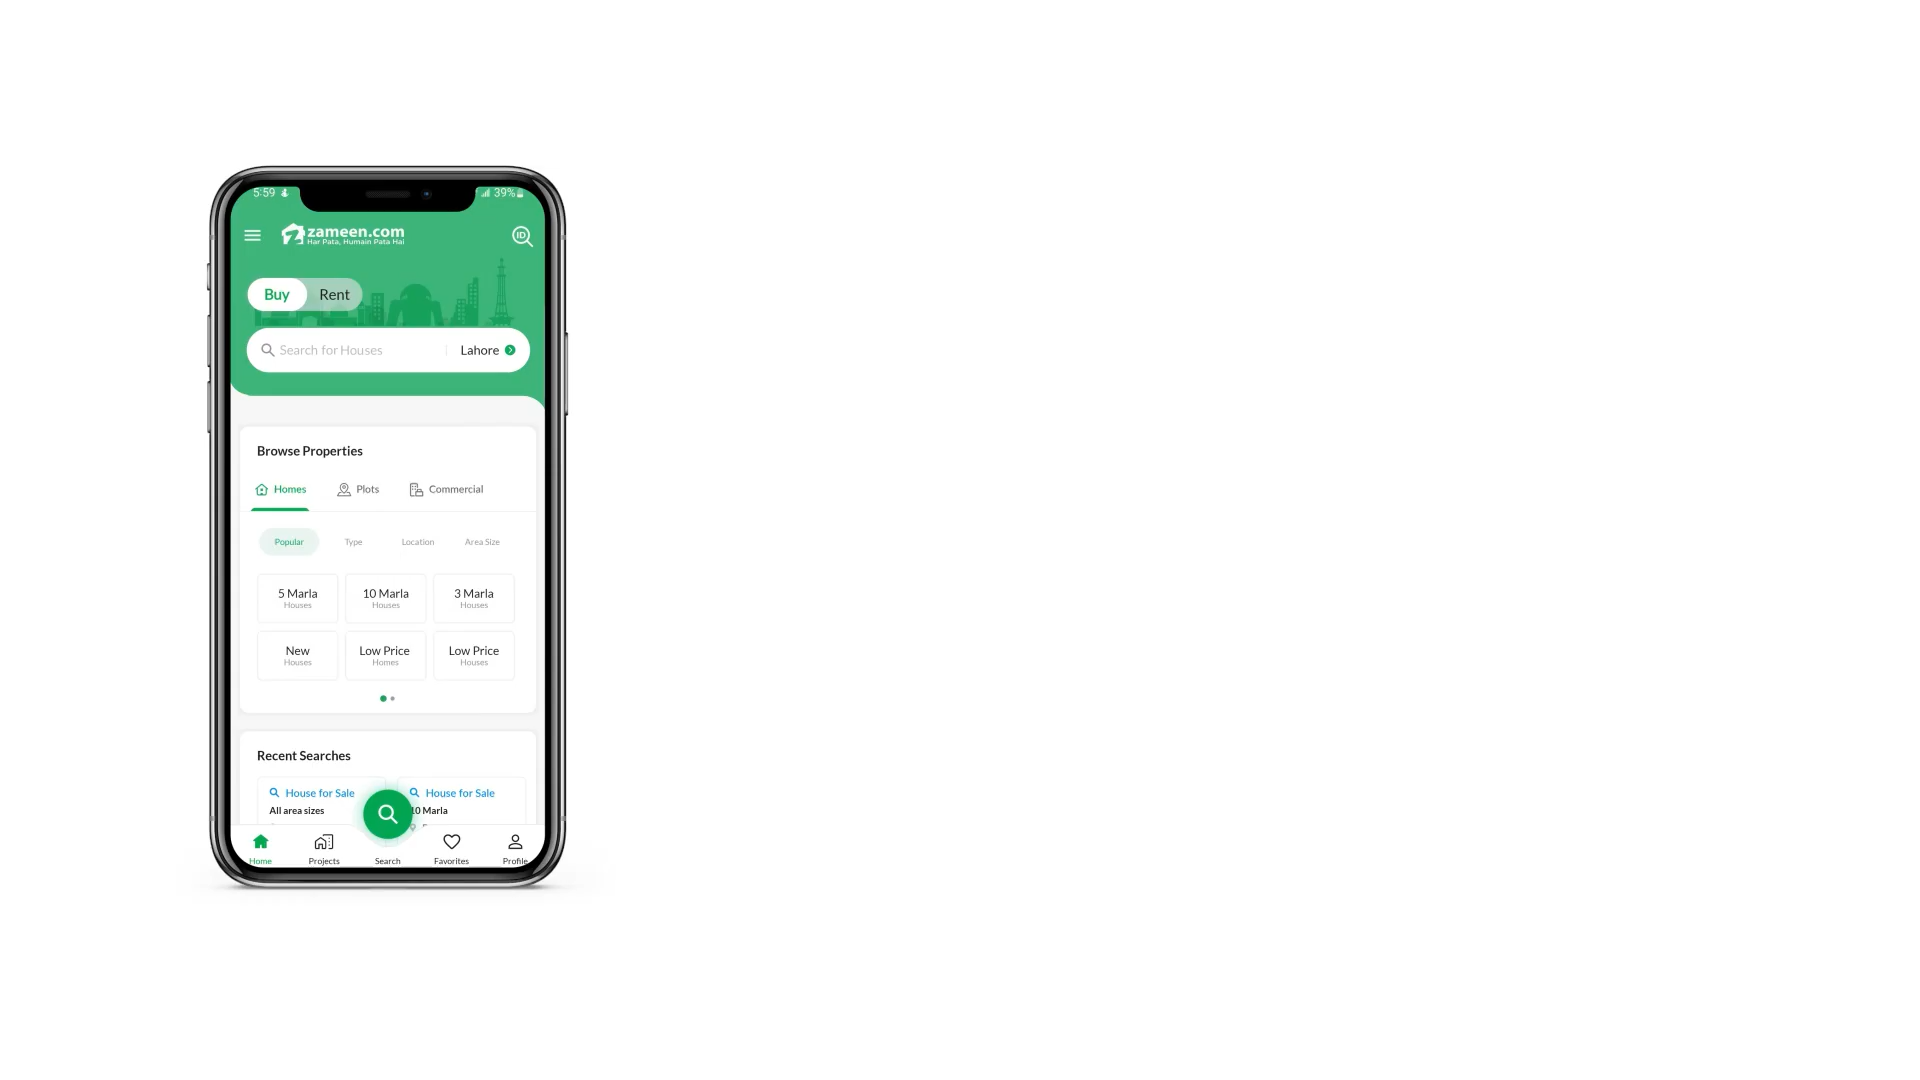 5:59
39%
zameen.com
Har Pata, Humain Pata Hai
ID
Buy Rent
Search for Houses Lahore
Browse Properties
Homes Plots Commercial
Popular Type Location Area Size
5 Marla 10 Marla 3 Marla
Houses Houses Houses
New Low Price Low Price
Houses Homes Houses
Recent Searches
House for Sale House for Sale
All area sizes 10 Marla
Home Projects Search Favorites Profile